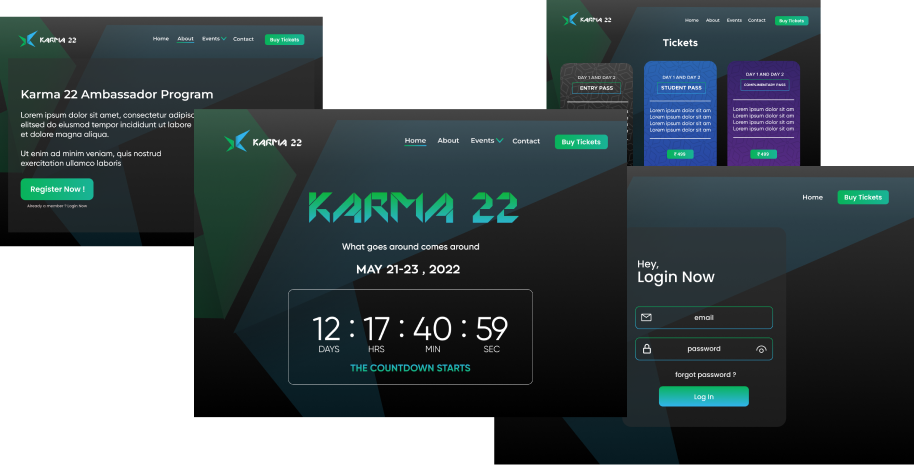 KARMA 22
Home About Events Contact Buy Tickets
Karma 22 Ambassador Program
Lorem ipsum dolor sit amet, consectetur adipisc
elitsed do eiusmod tempor incididunt ut labore
et dolore magna aliqua.
Ut enim ad minim veniam, quis nostrud
exercitation ullamco laboris
Register Now !
Already a member ? Login Now
KARMA 22
Home About Events Contact Buy Tickets
Tickets
DAY 1 AND DAY 2
ENTRY PASS
DAY 1 AND DAY 2
STUDENT PASS
Lorem ipsum dolor sit am
Lorem ipsum dolor sit am
Lorem ipsum dolor sit am
Lorem ipsum dolor sit am
₹ 499
DAY 1 AND DAY 2
COMPLIMENTARY PASS
Lorem ipsum dolor sit am
Lorem ipsum dolor sit am
Lorem ipsum dolor sit am
Lorem ipsum dolor sit am
₹ 499
KARMA 22
Home About Events Contact Buy Tickets
KARMA 22
What goes around comes around
MAY 21-23 , 2022
12 : 17 : 40 : 59
DAYS HRS MIN SEC
THE COUNTDOWN STARTS
Home Buy Tickets
Hey,
Login Now
email
password
forgot password ?
Log In